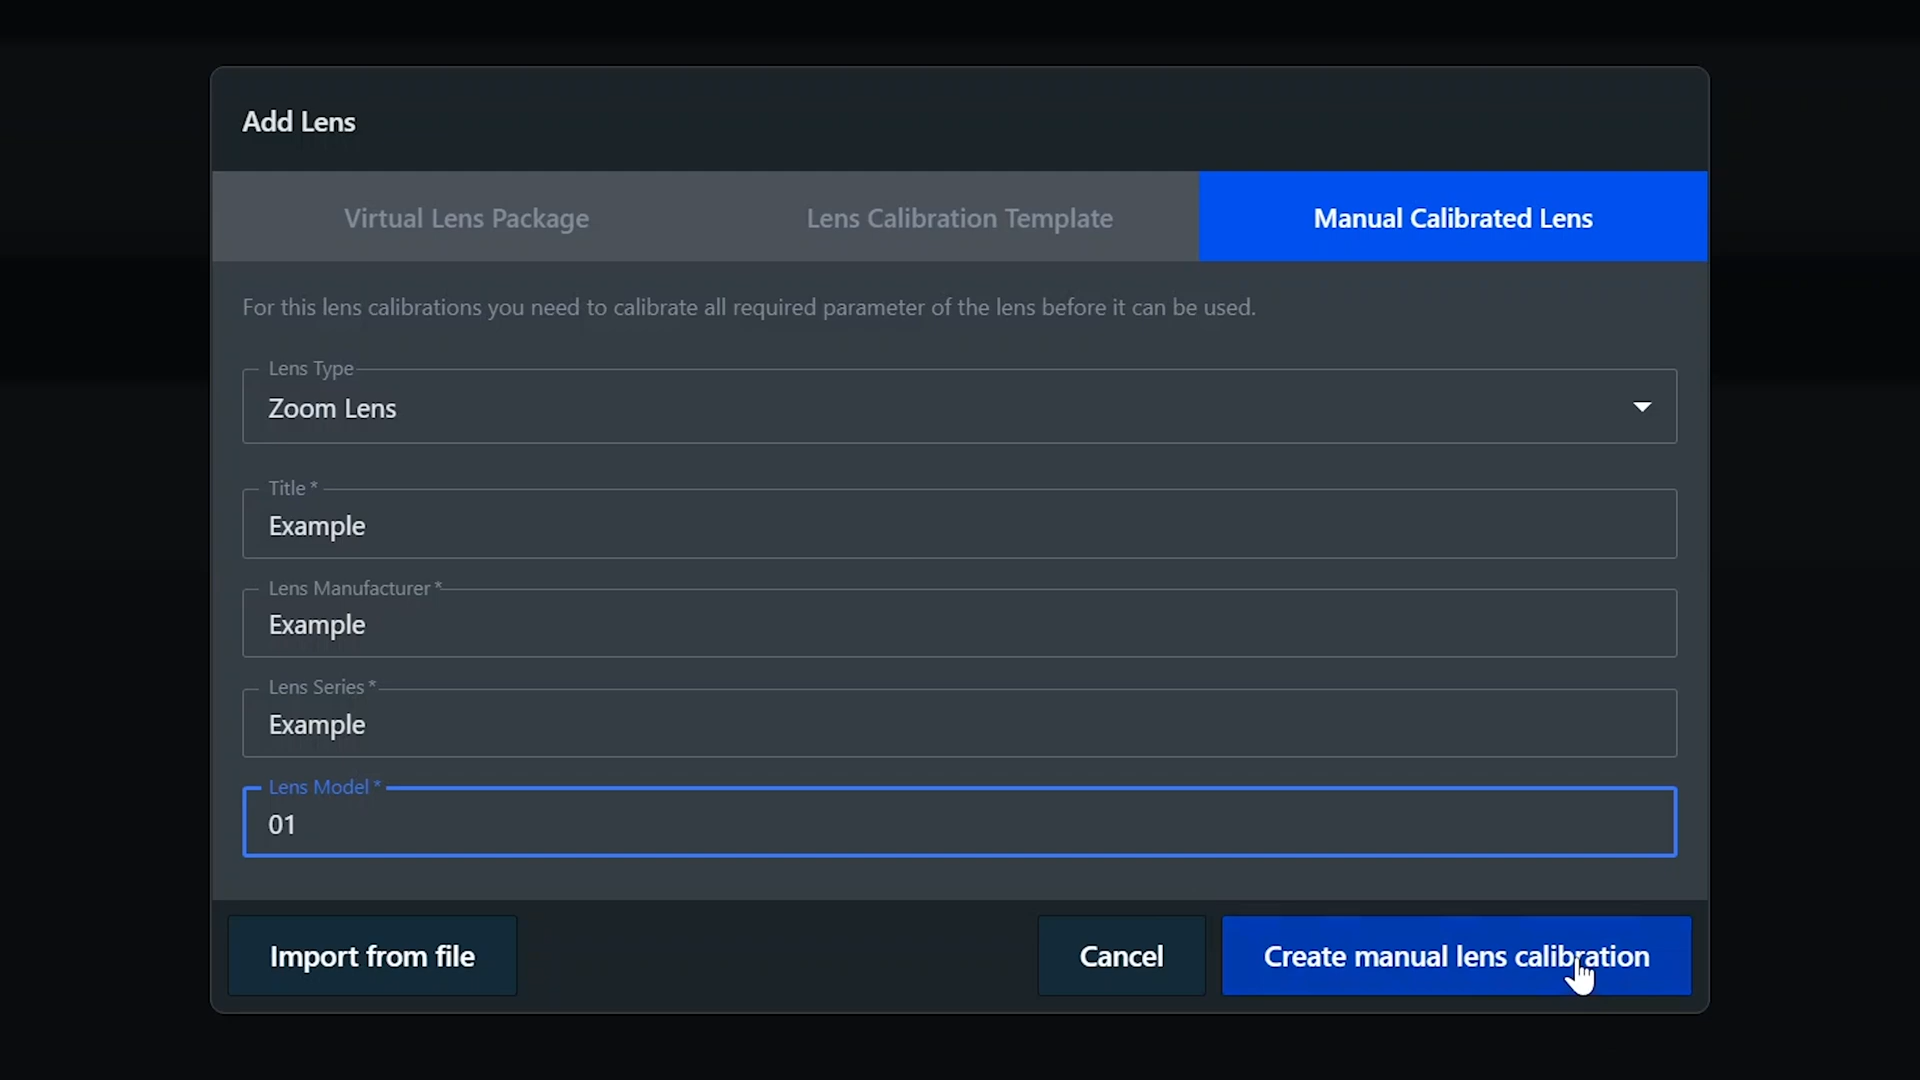 Add Lens
Virtual Lens Package
Lens Calibration Template
Manual Calibrated Lens
For this lens calibrations you need to calibrate all required parameter of the lens before it can be used.
Lens Type
Zoom Lens
Title *
Example
Lens Manufacturer *
Example
Lens Series *
Example
Lens Model *
01
Import from file
Cancel
Create manual lens calibration